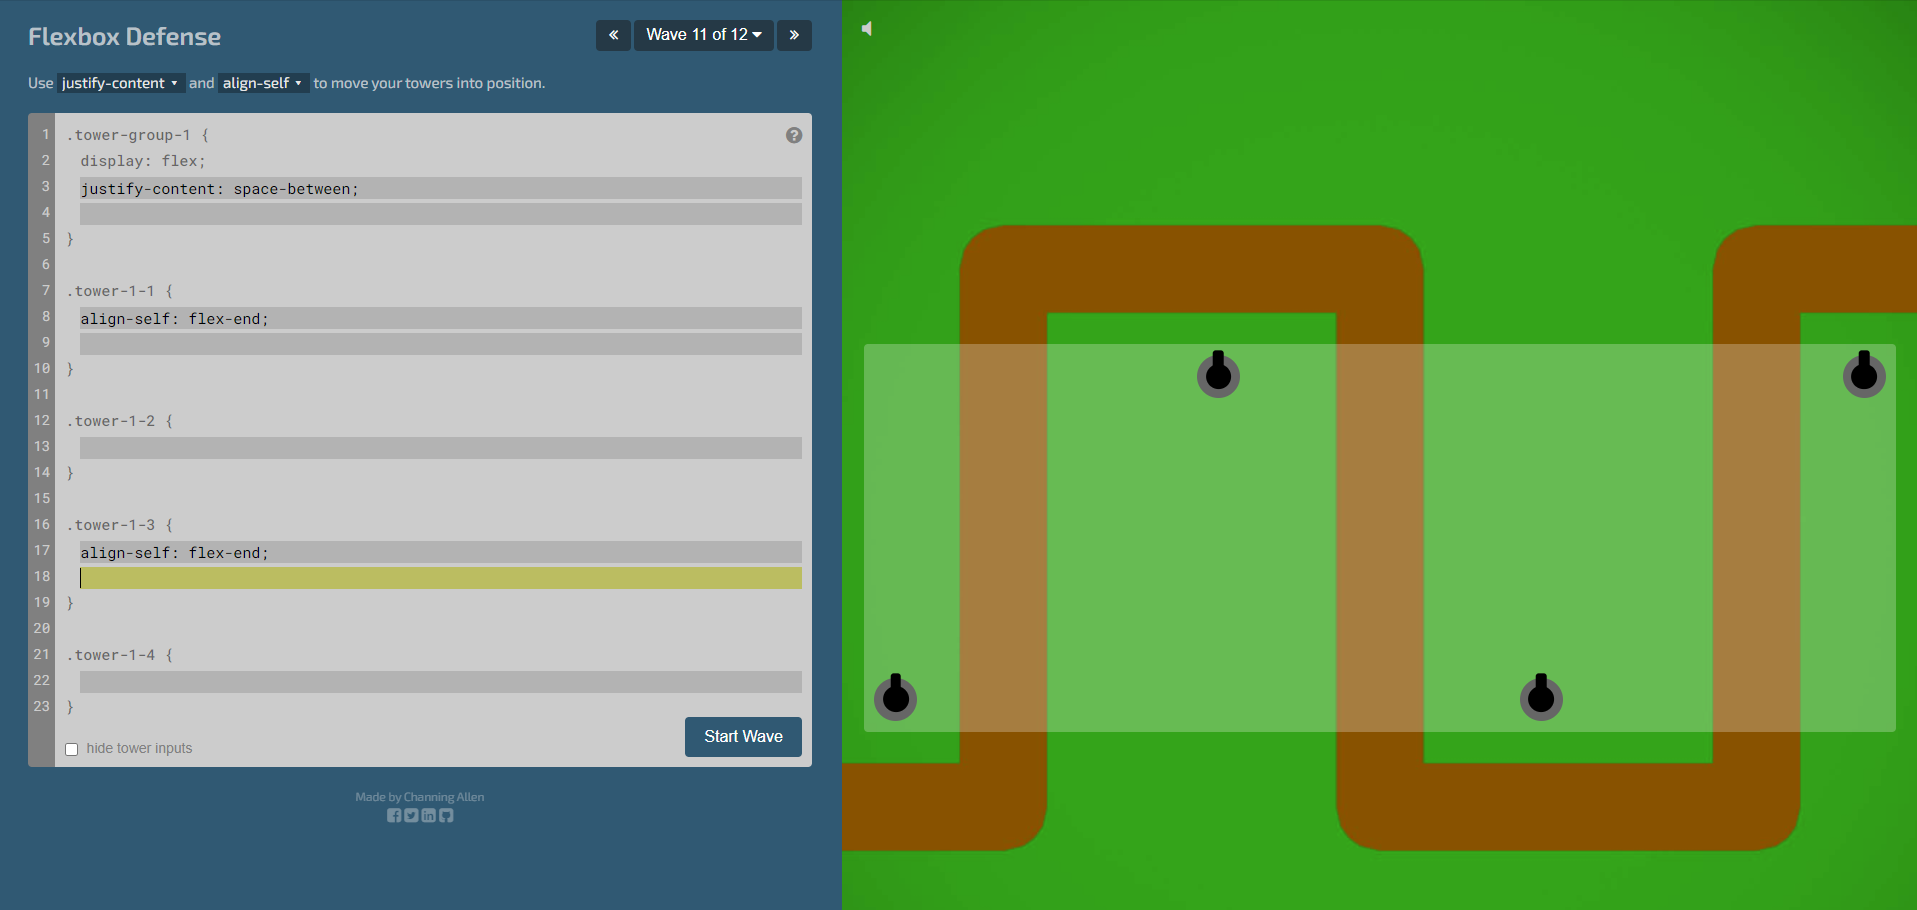 Flexbox Defense
«
Wave 11 of 12
»
Use justify-content and align-self to move your towers into position.
1 .tower-group-1 {
?
2 display: flex;
3 justify-content: space-between;
4
5 }
6
7 .tower-1-1 {
8 align-self: flex-end;
9
10 }
11
12 .tower-1-2 {
13
14 }
15
16 .tower-1-3 {
17 align-self: flex-end;
18
19 }
20
21 .tower-1-4 {
22
23 }
hide tower inputs
Start Wave
Made by Channing Allen